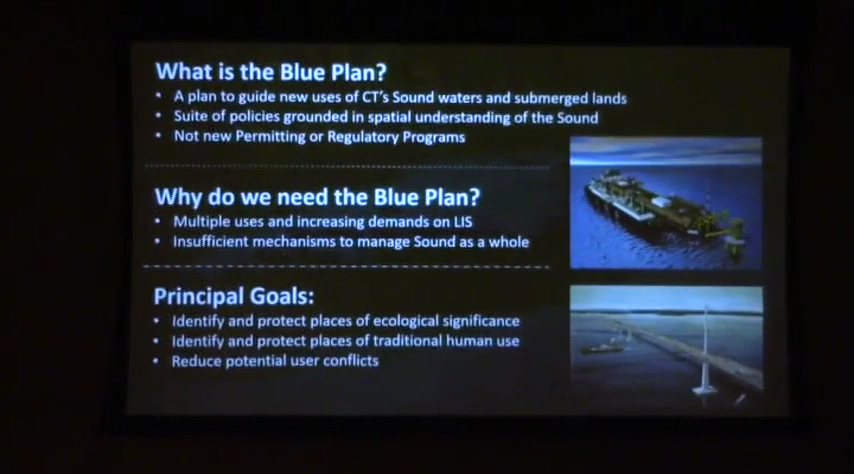 What is the Blue Plan?
• A plan to guide new uses of CT's Sound waters and submerged lands
• Suite of policies grounded in spatial understanding of the Sound
• Not new Permitting or Regulatory Programs
Why do we need the Blue Plan?
• Multiple uses and increasing demands on LIS
• Insufficient mechanisms to manage Sound as a whole
Principal Goals:
• Identify and protect places of ecological significance
• Identify and protect places of traditional human use
• Reduce potential user conflicts